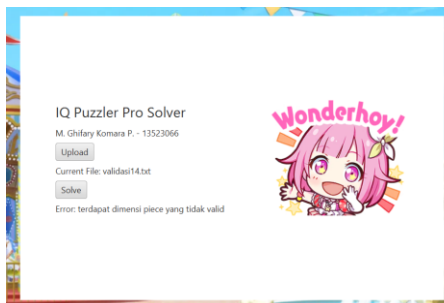 IQ Puzzler Pro Solver
M. Ghifary Komara P. - 13523066
Upload
Current File: validasi14.txt
Solve
Error: terdapat dimensi piece yang tidak valid
Wonderhoy!